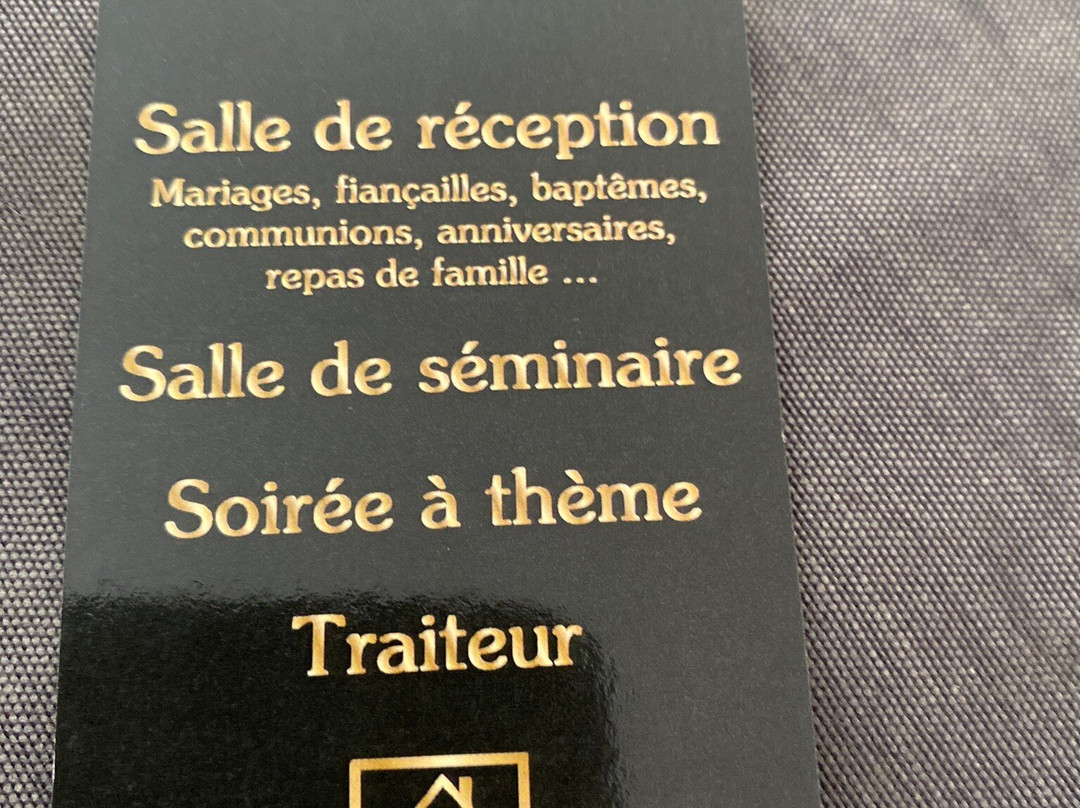 Salle de réception
Mariages, fiançailles, baptêmes,
communions, anniversaires,
repas de famille ...
Salle de séminaire
Soirée à thème
Traiteur